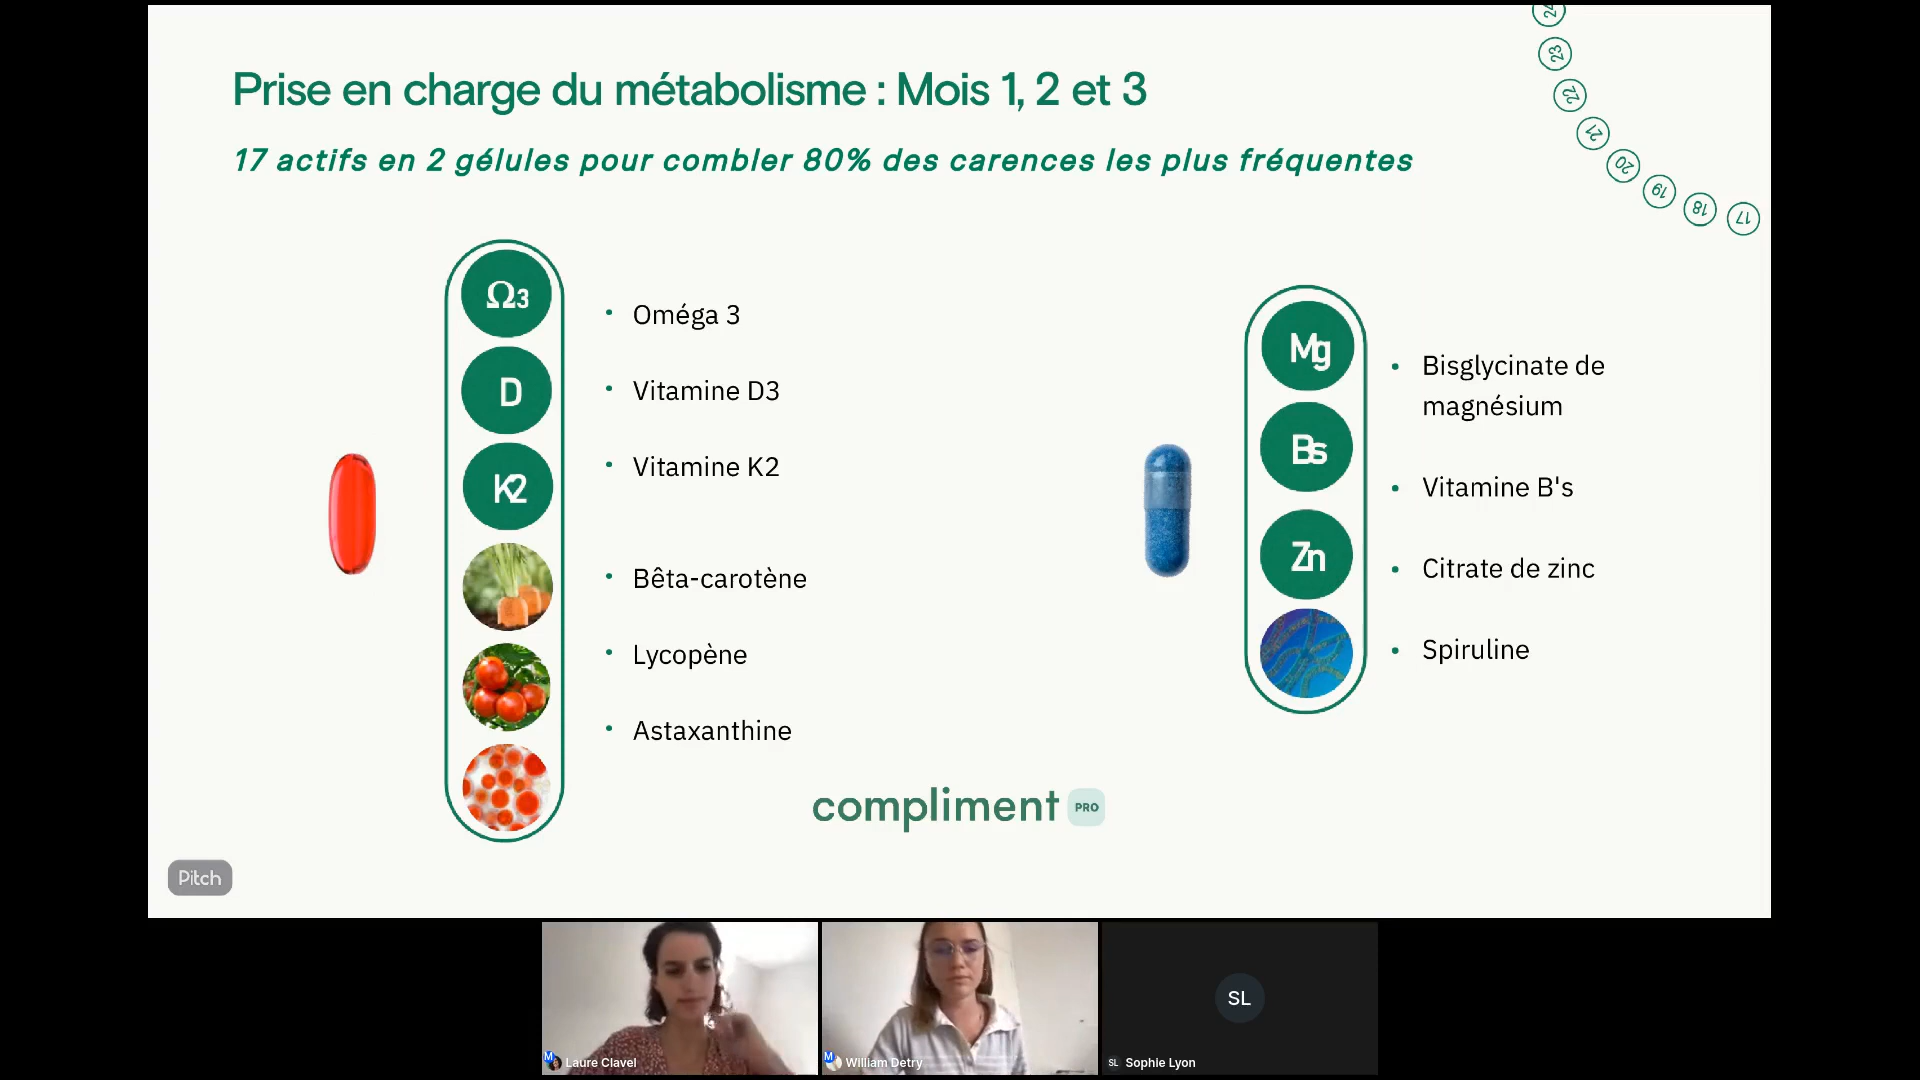 Prise en charge du métabolisme : Mois 1, 2 et 3
17 actifs en 2 gélules pour combler 80% des carences les plus fréquentes
24
23
22
21
20
19
18
17
Ω3
D
K2
• Oméga 3
• Vitamine D3
• Vitamine K2
• Bêta-carotène
• Lycopène
• Astaxanthine
Mg
Bs
Zn
• Bisglycinate de
magnésium
• Vitamine B's
• Citrate de zinc
• Spiruline
compliment PRO
Pitch
SL
M Laure Clavel
M William Detry
SL Sophie Lyon